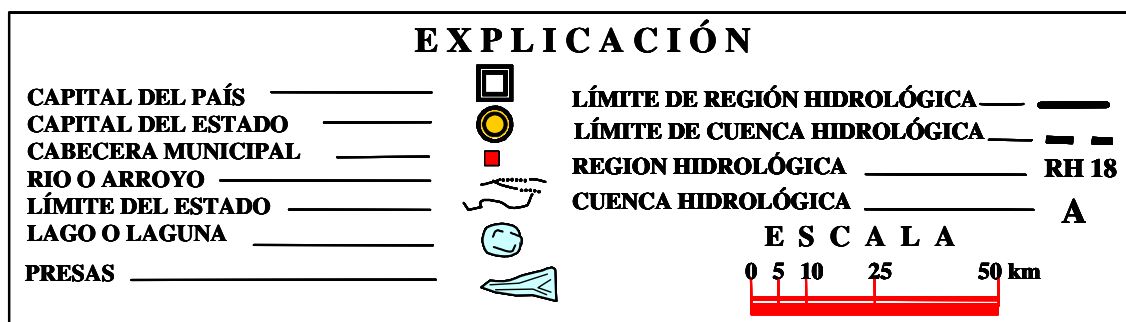 EXPLICACIÓN
CAPITAL DEL PAÍS
CAPITAL DEL ESTADO
CABECERA MUNICIPAL
RIO O ARROYO
LÍMITE DEL ESTADO
LAGO O LAGUNA
PRESAS
LÍMITE DE REGIÓN HIDROLÓGICA
LÍMITE DE CUENCA HIDROLÓGICA
REGION HIDROLÓGICA RH 18
CUENCA HIDROLÓGICA A
ESCALA
0 5 10 25 50 km